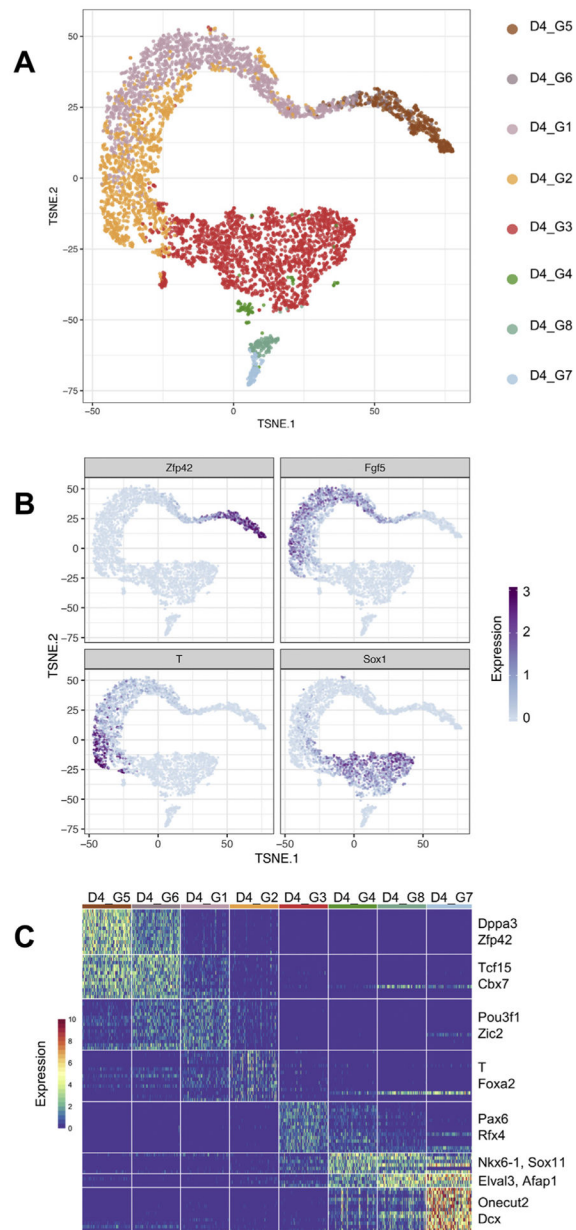 A
50
25
0
-25
-50
-75
TSNE.2
-50
0
50
TSNE.1
D4_G5
D4_G6
D4_G1
D4_G2
D4_G3
D4_G4
D4_G8
D4_G7
B
Zfp42
Fgf5
50
25
0
-25
-50
-75
T
Sox1
50
25
0
-25
-50
-75
TSNE.2
-50
0
50
-50
0
50
TSNE.1
Expression
3
2
1
0
C
D4_G5 D4_G6 D4_G1 D4_G2 D4_G3 D4_G4 D4_G8 D4_G7
Dppa3
Zfp42
Tcf15
Cbx7
Pou3f1
Zic2
T
Foxa2
Pax6
Rfx4
Nkx6-1, Sox11
Elval3, Afap1
Onecut2
Dcx
Expression
10
8
6
4
2
0